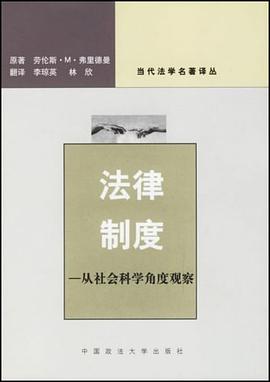 原著 劳伦斯·M·弗里德曼
翻译 李琼英 林欣
当代法学名著译丛
法律
制度
—从社会科学角度观察
中国政法大学出版社